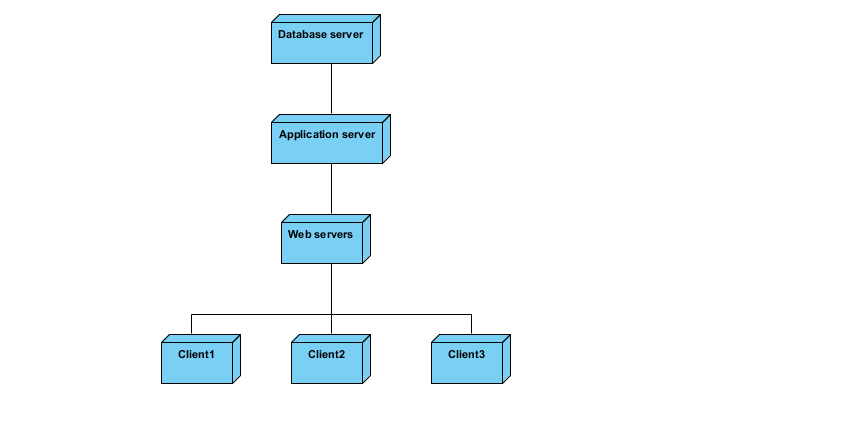 Database server
Application server
Web servers
Client1
Client2
Client3